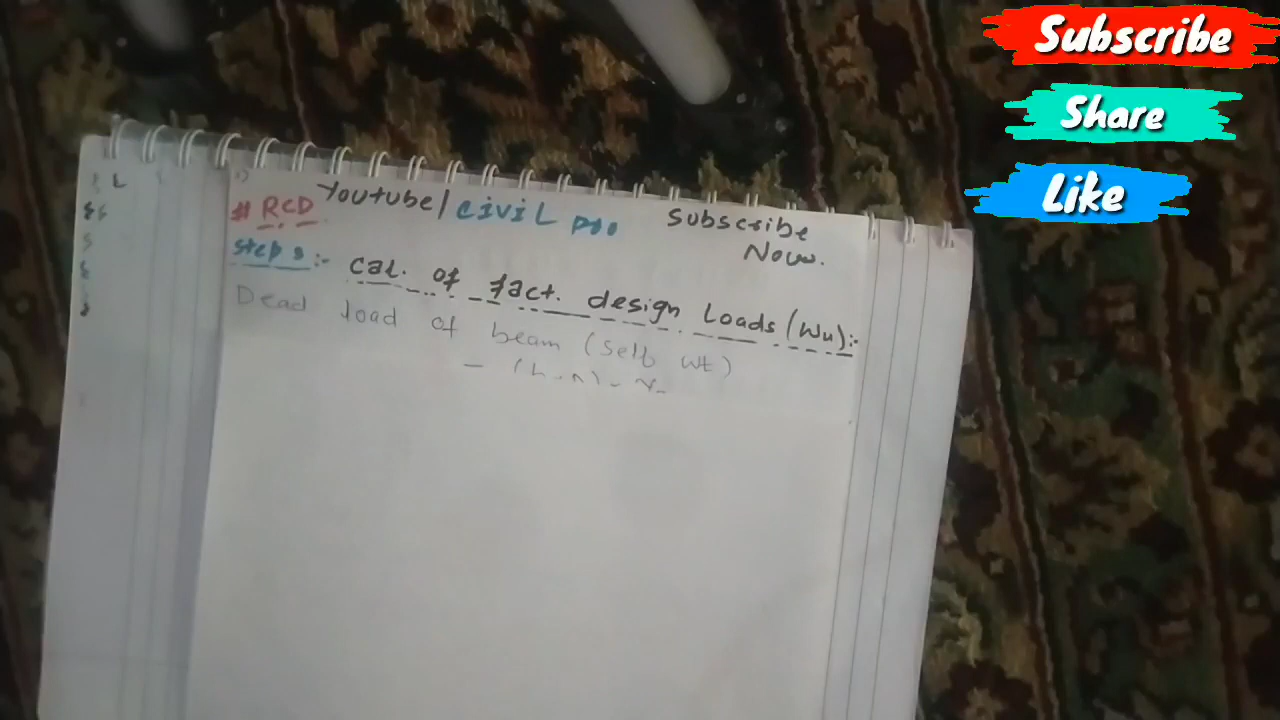 Subscribe
Share
Like
# RCD Youtube/ civil pro subscribe
Now.
step :- cal. of fact. design Loads (Wu):-
Dead load of beam (Self wt)